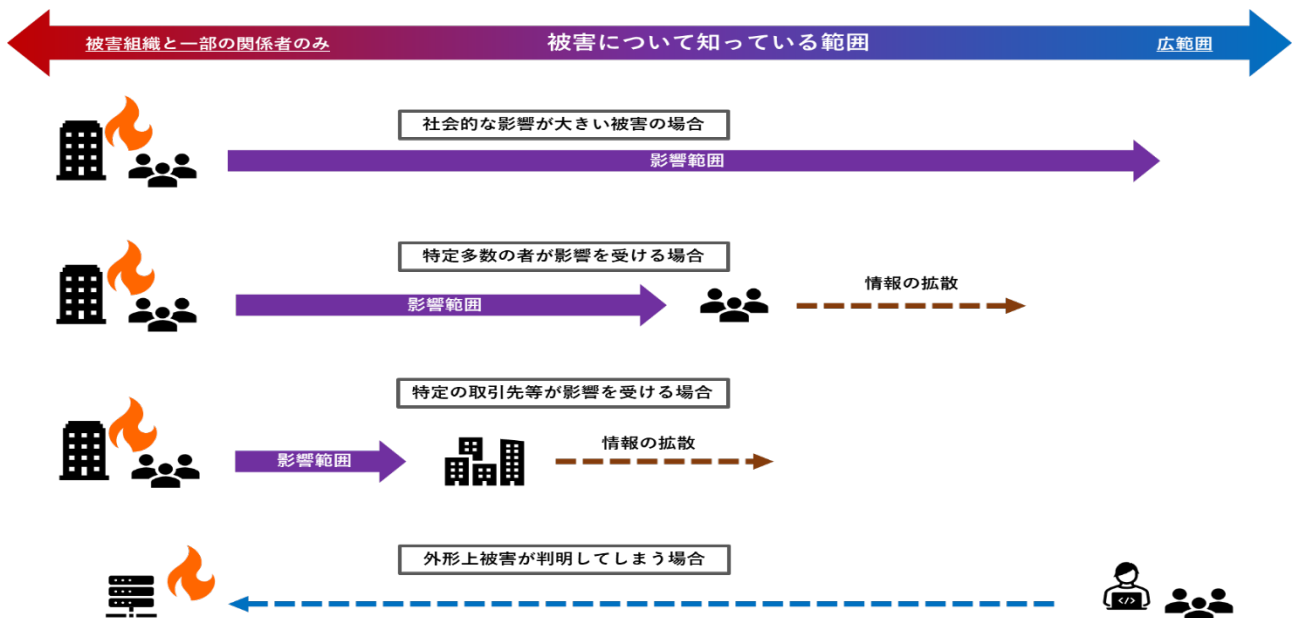 被害組織と一部の関係者のみ
被害について知っている範囲
広範囲
社会的な影響が大きい被害の場合
影響範囲
特定多数の者が影響を受ける場合
影響範囲
情報の拡散
特定の取引先等が影響を受ける場合
影響範囲
情報の拡散
外形上被害が判明してしまう場合
</>